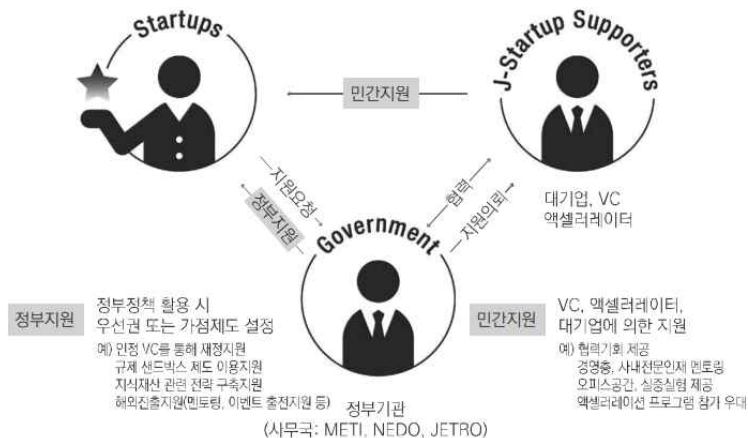 Startups
J-Startup Supporters
민간지원
대기업, VC
액셀러레이터
지원요청
정부지원
협력
지원의뢰
Government
정부지원
정부정책 활용 시
우선권 또는 가점제도 설정
예) 인정 VC를 통해 재정지원
규제 샌드박스 제도 이용지원
지식재산 관련 전략 구축지원
해외진출지원(멘토링, 이벤트 출전지원 등)
정부기관
(사무국: METI, NEDO, JETRO)
민간지원
VC, 액셀러레이터,
대기업에 의한 지원
예) 협력기회 제공
경영층, 사내전문인재 멘토링
오피스공간, 실증실험 제공
액셀러레이션 프로그램 참가 우대